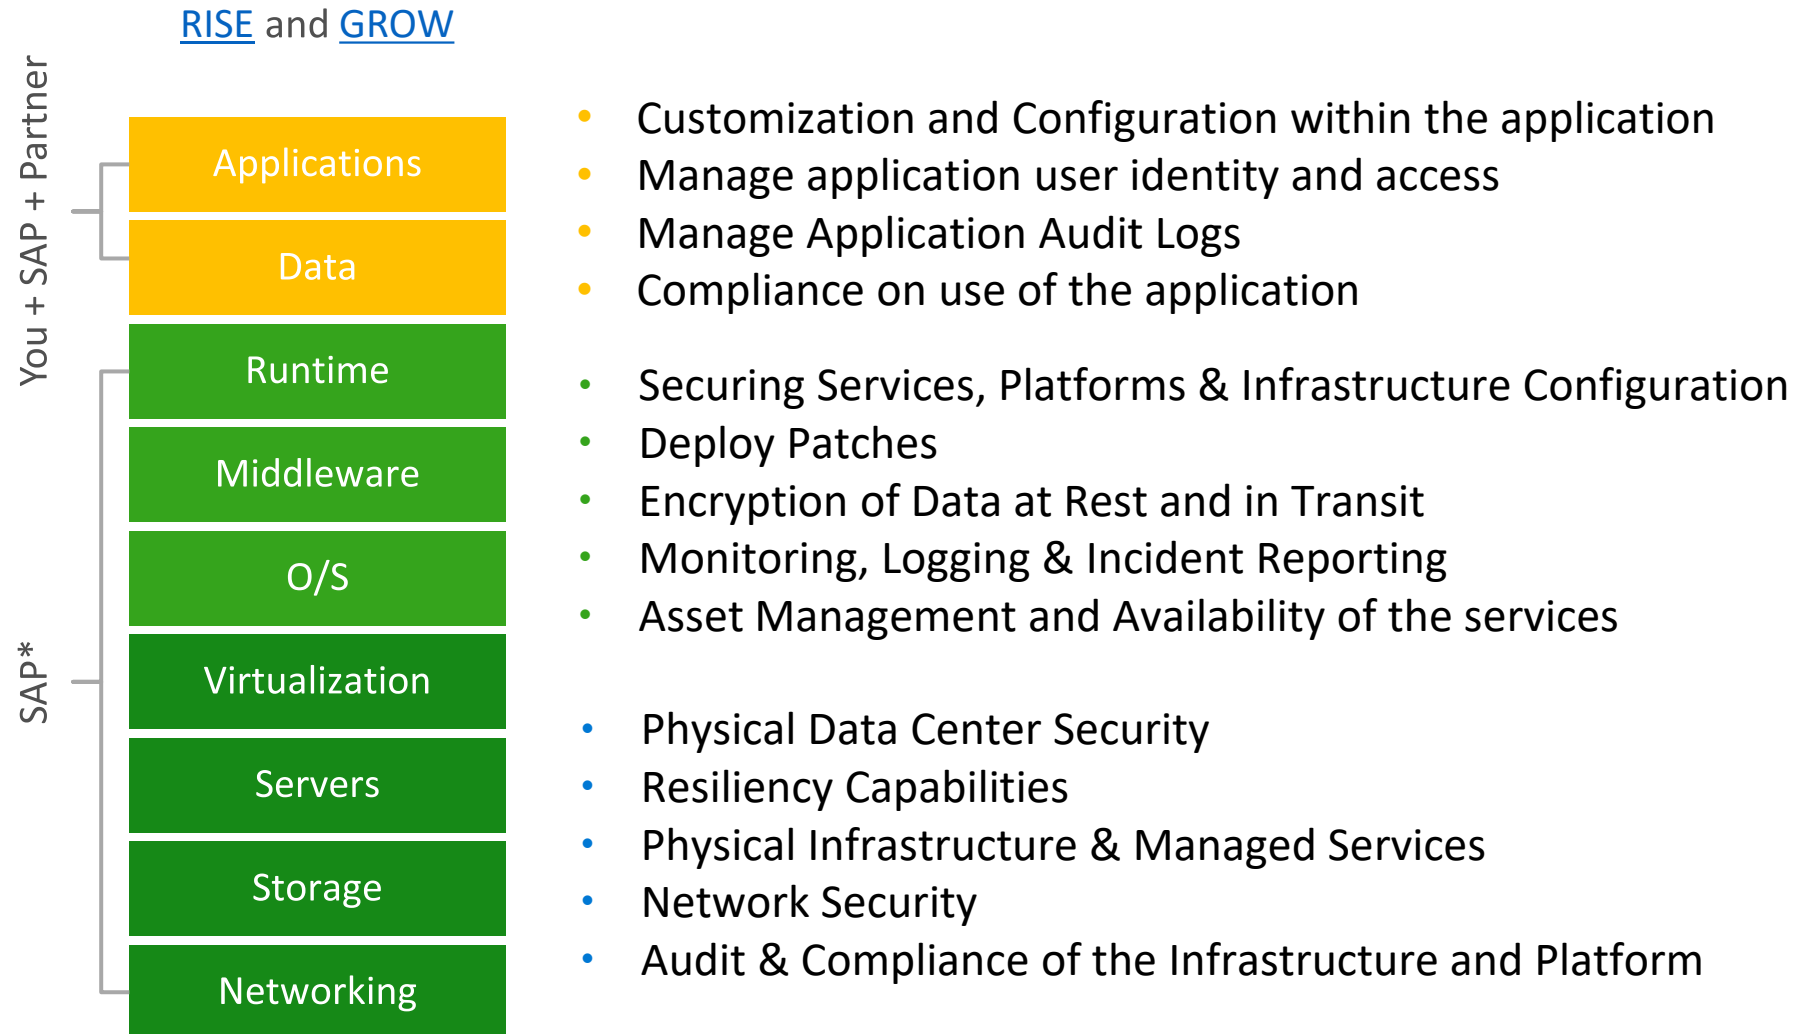 RISE and GROW
You + SAP + Partner
Applications
Data
• Customization and Configuration within the application
• Manage application user identity and access
• Manage Application Audit Logs
• Compliance on use of the application
SAP*
Runtime
Middleware
O/S
Virtualization
Servers
Storage
Networking
• Securing Services, Platforms & Infrastructure Configuration
• Deploy Patches
• Encryption of Data at Rest and in Transit
• Monitoring, Logging & Incident Reporting
• Asset Management and Availability of the services
• Physical Data Center Security
• Resiliency Capabilities
• Physical Infrastructure & Managed Services
• Network Security
• Audit & Compliance of the Infrastructure and Platform